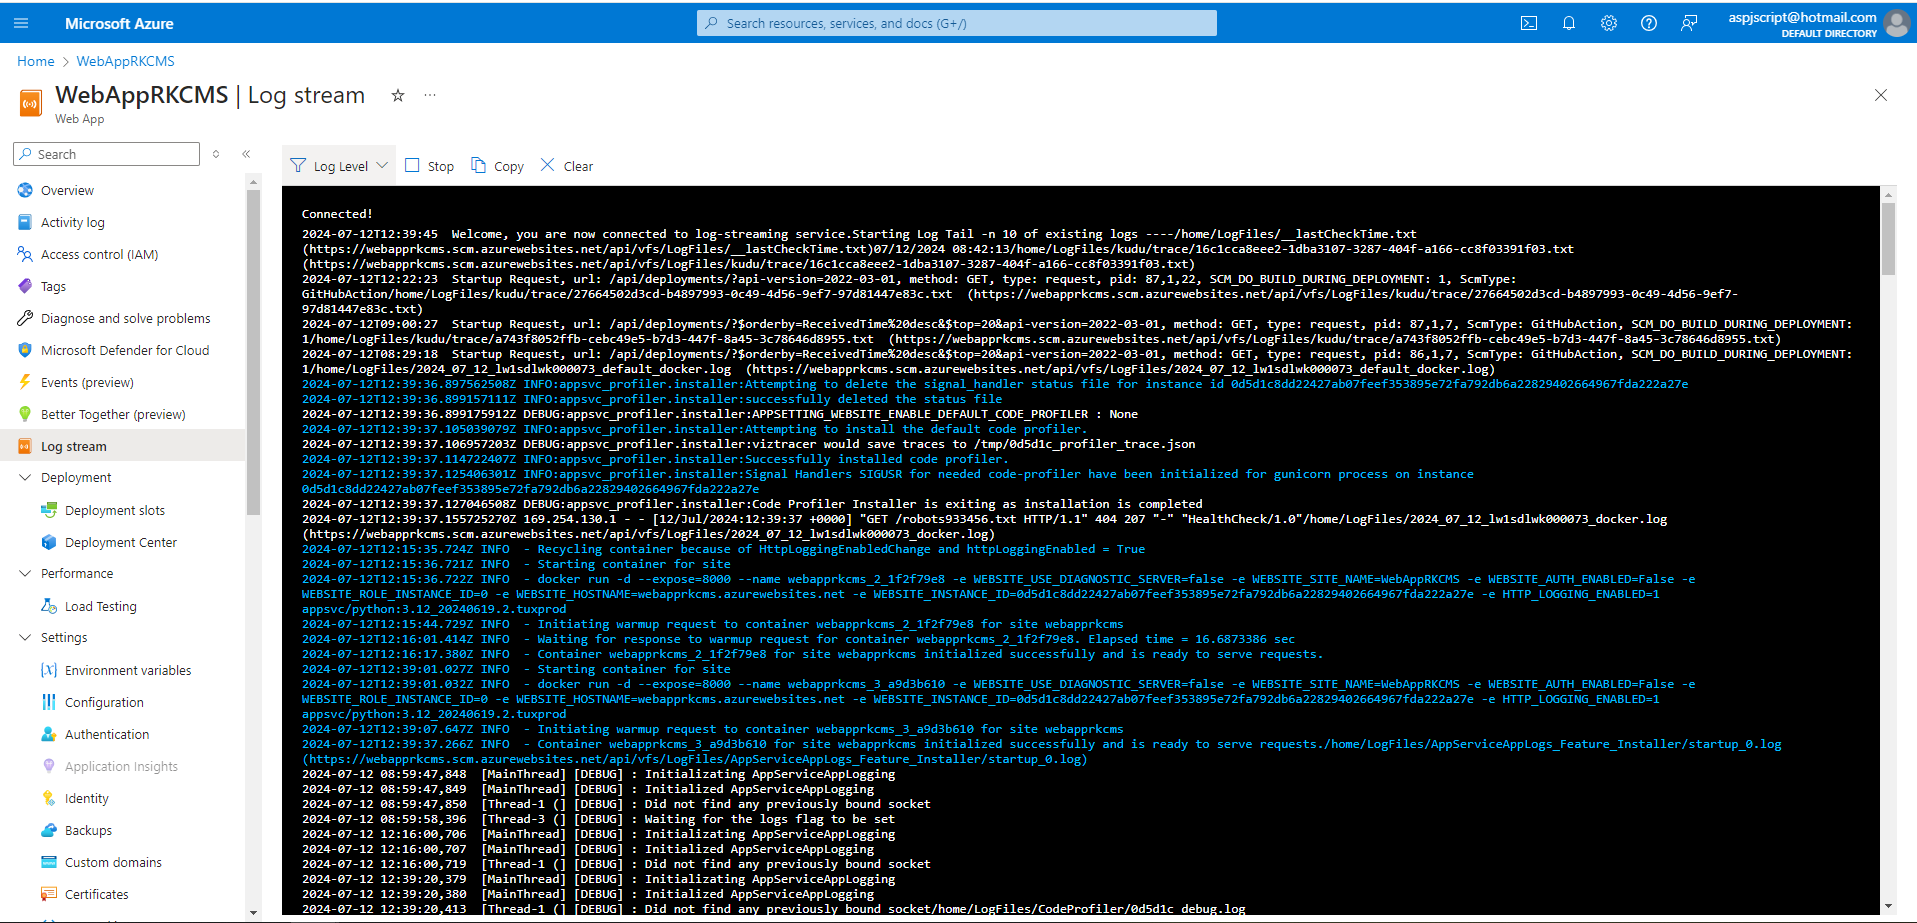 Microsoft Azure
Search resources, services, and docs (G+/)
aspjscript@hotmail.com
DEFAULT DIRECTORY
Home > WebAppRKCMS
WebAppRKCMS | Log stream
Web App
Search
Overview
Activity log
Access control (IAM)
Tags
Diagnose and solve problems
Microsoft Defender for Cloud
Events (preview)
Better Together (preview)
Log stream
Deployment
Deployment slots
Deployment Center
Performance
Load Testing
Settings
Environment variables
Configuration
Authentication
Application Insights
Identity
Backups
Custom domains
Certificates
Log Level
Stop
Copy
Clear
Connected!
2024-07-12T12:39:45  Welcome, you are now connected to log-streaming service.Starting Log Tail -n 10 of existing logs ----/home/LogFiles/__lastCheckTime.txt
(https://webapprkcms.scm.azurewebsites.net/api/vfs/LogFiles/__lastCheckTime.txt)07/12/2024 08:42:13/home/LogFiles/kudu/trace/16c1cca8eee2-1dba3107-3287-404f-a166-cc8f03391f03.txt
(https://webapprkcms.scm.azurewebsites.net/api/vfs/LogFiles/kudu/trace/16c1cca8eee2-1dba3107-3287-404f-a166-cc8f03391f03.txt)
2024-07-12T12:22:23  Startup Request, url: /api/deployments/?api-version=2022-03-01, method: GET, type: request, pid: 87,1,22, SCM_DO_BUILD_DURING_DEPLOYMENT: 1, ScmType:
GitHubAction/home/LogFiles/kudu/trace/27664502d3cd-b4897993-0c49-4d56-9ef7-97d81447e83c.txt  (https://webapprkcms.scm.azurewebsites.net/api/vfs/LogFiles/kudu/trace/27664502d3cd-b4897993-0c49-4d56-9ef7-
97d81447e83c.txt)
2024-07-12T09:00:27  Startup Request, url: /api/deployments/?$orderby=ReceivedTime%20desc&$top=20&api-version=2022-03-01, method: GET, type: request, pid: 87,1,7, ScmType: GitHubAction, SCM_DO_BUILD_DURING_DEPLOYMENT:
1/home/LogFiles/kudu/trace/a743f8052ffb-cebc49e5-b7d3-447f-8a45-3c78646d8955.txt  (https://webapprkcms.scm.azurewebsites.net/api/vfs/LogFiles/kudu/trace/a743f8052ffb-cebc49e5-b7d3-447f-8a45-3c78646d8955.txt)
2024-07-12T08:29:18  Startup Request, url: /api/deployments/?$orderby=ReceivedTime%20desc&$top=20&api-version=2022-03-01, method: GET, type: request, pid: 86,1,7, ScmType: GitHubAction, SCM_DO_BUILD_DURING_DEPLOYMENT:
1/home/LogFiles/2024_07_12_lw1sdlwk000073_default_docker.log  (https://webapprkcms.scm.azurewebsites.net/api/vfs/LogFiles/2024_07_12_lw1sdlwk000073_default_docker.log)
2024-07-12T12:39:36.897562508Z INFO:appsvc_profiler.installer:Attempting to delete the signal_handler status file for instance id 0d5d1c8dd22427ab07feef353895e72fa792db6a22829402664967fda222a27e
2024-07-12T12:39:36.899157111Z INFO:appsvc_profiler.installer:successfully deleted the status file
2024-07-12T12:39:36.899175912Z DEBUG:appsvc_profiler.installer:APPSETTING_WEBSITE_ENABLE_DEFAULT_CODE_PROFILER : None
2024-07-12T12:39:37.105039079Z INFO:appsvc_profiler.installer:Attempting to install the default code profiler.
2024-07-12T12:39:37.106957203Z DEBUG:appsvc_profiler.installer:viztracer would save traces to /tmp/0d5d1c_profiler_trace.json
2024-07-12T12:39:37.114722407Z INFO:appsvc_profiler.installer:Successfully installed code profiler.
2024-07-12T12:39:37.125406301Z INFO:appsvc_profiler.installer:Signal Handlers SIGUSR for needed code-profiler have been initialized for gunicorn process on instance
0d5d1c8dd22427ab07feef353895e72fa792db6a22829402664967fda222a27e
2024-07-12T12:39:37.127046508Z DEBUG:appsvc_profiler.installer:Code Profiler Installer is exiting as installation is completed
2024-07-12T12:39:37.155725270Z 169.254.130.1 - - [12/Jul/2024:12:39:37 +0000] "GET /robots933456.txt HTTP/1.1" 404 207 "-" "HealthCheck/1.0"/home/LogFiles/2024_07_12_lw1sdlwk000073_docker.log
(https://webapprkcms.scm.azurewebsites.net/api/vfs/LogFiles/2024_07_12_lw1sdlwk000073_docker.log)
2024-07-12T12:15:35.724Z INFO  - Recycling container because of HttpLoggingEnabledChange and httpLoggingEnabled = True
2024-07-12T12:15:36.721Z INFO  - Starting container for site
2024-07-12T12:15:36.722Z INFO  - docker run -d --expose=8000 --name webapprkcms_2_1f2f79e8 -e WEBSITE_USE_DIAGNOSTIC_SERVER=false -e WEBSITE_SITE_NAME=WebAppRKCMS -e WEBSITE_AUTH_ENABLED=False -e
WEBSITE_ROLE_INSTANCE_ID=0 -e WEBSITE_HOSTNAME=webapprkcms.azurewebsites.net -e WEBSITE_INSTANCE_ID=0d5d1c8dd22427ab07feef353895e72fa792db6a22829402664967fda222a27e -e HTTP_LOGGING_ENABLED=1
appsvc/python:3.12_20240619.2.tuxprod
2024-07-12T12:15:44.729Z INFO  - Initiating warmup request to container webapprkcms_2_1f2f79e8 for site webapprkcms
2024-07-12T12:16:01.414Z INFO  - Waiting for response to warmup request for container webapprkcms_2_1f2f79e8. Elapsed time = 16.6873386 sec
2024-07-12T12:16:17.380Z INFO  - Container webapprkcms_2_1f2f79e8 for site webapprkcms initialized successfully and is ready to serve requests.
2024-07-12T12:39:01.027Z INFO  - Starting container for site
2024-07-12T12:39:01.032Z INFO  - docker run -d --expose=8000 --name webapprkcms_3_a9d3b610 -e WEBSITE_USE_DIAGNOSTIC_SERVER=false -e WEBSITE_SITE_NAME=WebAppRKCMS -e WEBSITE_AUTH_ENABLED=False -e
WEBSITE_ROLE_INSTANCE_ID=0 -e WEBSITE_HOSTNAME=webapprkcms.azurewebsites.net -e WEBSITE_INSTANCE_ID=0d5d1c8dd22427ab07feef353895e72fa792db6a22829402664967fda222a27e -e HTTP_LOGGING_ENABLED=1
appsvc/python:3.12_20240619.2.tuxprod
2024-07-12T12:39:07.647Z INFO  - Initiating warmup request to container webapprkcms_3_a9d3b610 for site webapprkcms
2024-07-12T12:39:37.266Z INFO  - Container webapprkcms_3_a9d3b610 for site webapprkcms initialized successfully and is ready to serve requests./home/LogFiles/AppServiceAppLogs_Feature_Installer/startup_0.log
(https://webapprkcms.scm.azurewebsites.net/api/vfs/LogFiles/AppServiceAppLogs_Feature_Installer/startup_0.log)
2024-07-12 08:59:47,848  [MainThread] [DEBUG] : Initializating AppServiceAppLogging
2024-07-12 08:59:47,849  [MainThread] [DEBUG] : Initialized AppServiceAppLogging
2024-07-12 08:59:47,850  [Thread-1 (] [DEBUG] : Did not find any previously bound socket
2024-07-12 08:59:58,396  [Thread-3 (] [DEBUG] : Waiting for the logs flag to be set
2024-07-12 12:16:00,706  [MainThread] [DEBUG] : Initializating AppServiceAppLogging
2024-07-12 12:16:00,707  [MainThread] [DEBUG] : Initialized AppServiceAppLogging
2024-07-12 12:16:00,719  [Thread-1 (] [DEBUG] : Did not find any previously bound socket
2024-07-12 12:39:20,379  [MainThread] [DEBUG] : Initializating AppServiceAppLogging
2024-07-12 12:39:20,380  [MainThread] [DEBUG] : Initialized AppServiceAppLogging
2024-07-12 12:39:20,413  [Thread-1 (] [DEBUG] : Did not find any previously bound socket/home/LogFiles/CodeProfiler/0d5d1c_debug.log